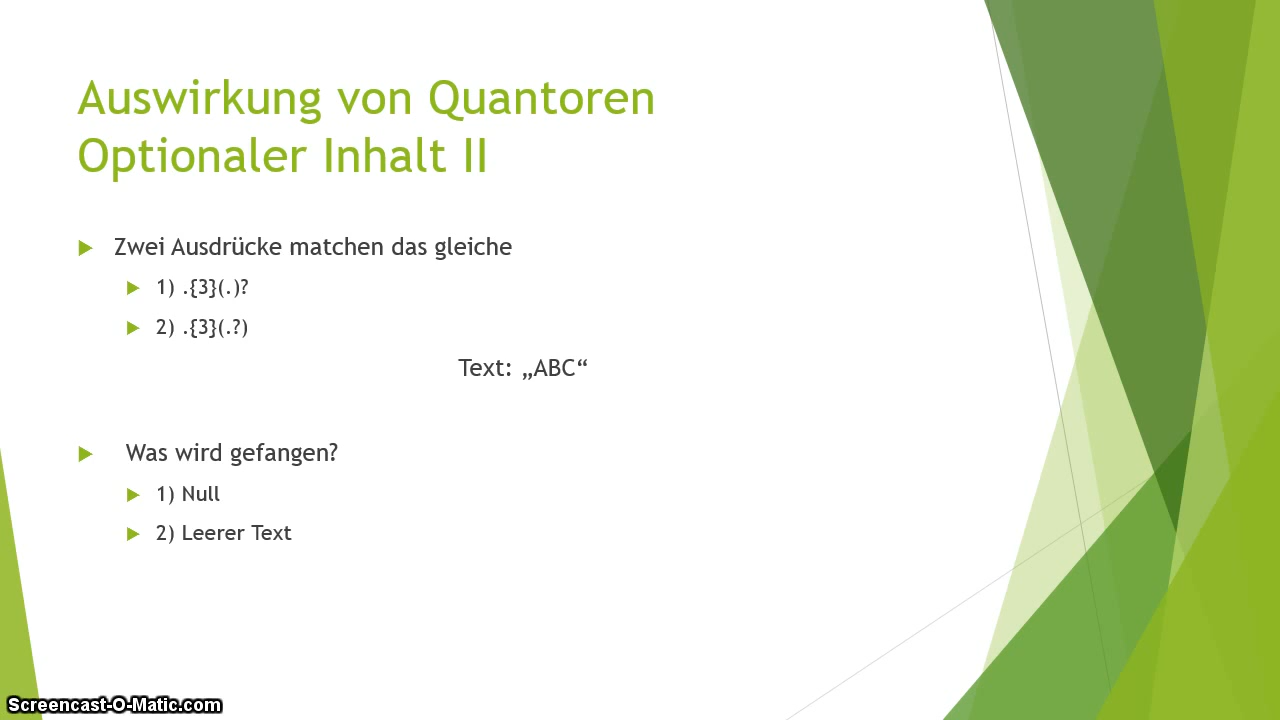 Auswirkung von Quantoren
Optionaler Inhalt II
Zwei Ausdrücke matchen das gleiche
1) .{3}(.)?
2) .{3}(.?)
Text: „ABC“
Was wird gefangen?
1) Null
2) Leerer Text
Screencast-O-Matic.com